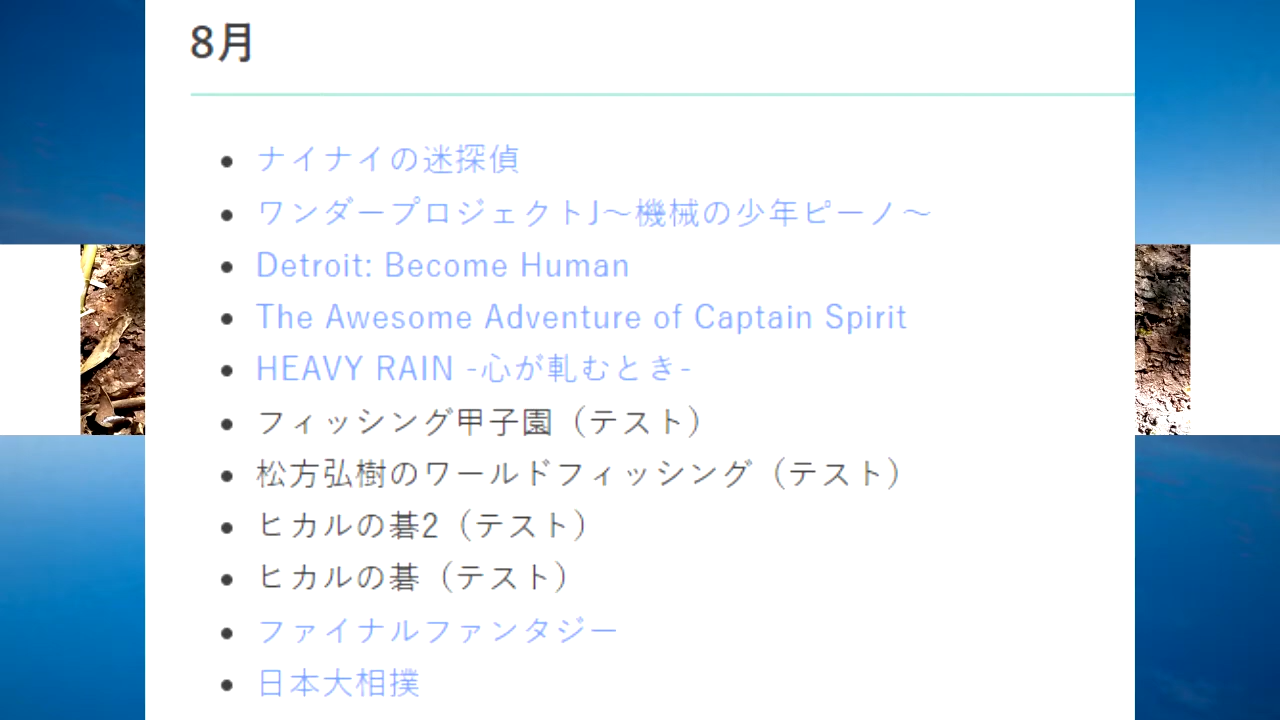 8月
ナイナイの迷探偵
ワンダープロジェクトJ～機械の少年ピーノ～
Detroit: Become Human
The Awesome Adventure of Captain Spirit
HEAVY RAIN -心が軋むとき-
フィッシング甲子園（テスト）
松方弘樹のワールドフィッシング（テスト）
ヒカルの碁2（テスト）
ヒカルの碁（テスト）
ファイナルファンタジー
日本大相撲